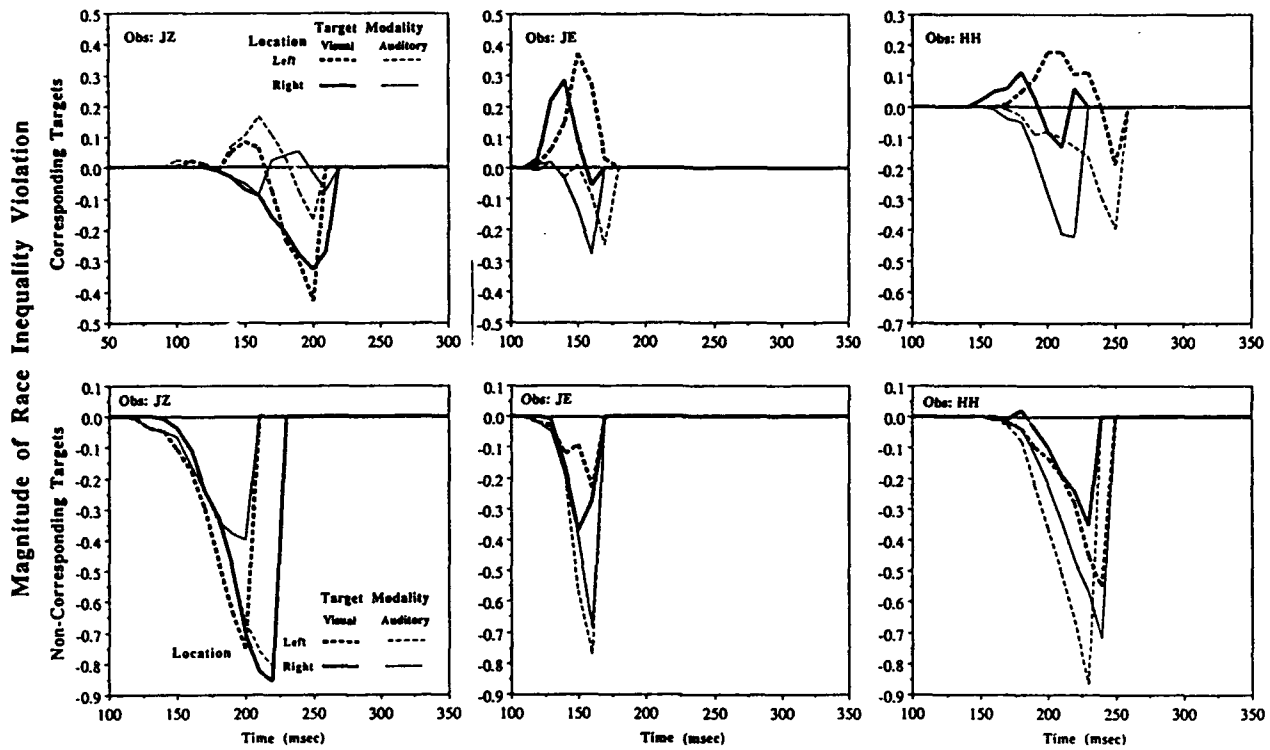 Magnitude of Race Inequality Violation
Corresponding Targets
Obs: JZ
Target Modality
Location Visual Auditory
Left
Right
0.5
0.4
0.3
0.2
0.1
0.0
-0.1
-0.2
-0.3
-0.4
-0.5
50 100 150 200 250 300
Obs: JE
0.5
0.4
0.3
0.2
0.1
0.0
-0.1
-0.2
-0.3
-0.4
-0.5
100 150 200 250 300 350
Obs: HH
0.3
0.2
0.1
0.0
-0.1
-0.2
-0.3
-0.4
-0.5
-0.6
-0.7
100 150 200 250 300 350
Non-Corresponding Targets
Obs: JZ
0.1
0.0
-0.1
-0.2
-0.3
-0.4
-0.5
-0.6
-0.7
-0.8
-0.9
Target Modality
Visual Auditory
Location Left
Right
100 150 200 250 300 350
Time (msec)
Obs: JE
0.1
0.0
-0.1
-0.2
-0.3
-0.4
-0.5
-0.6
-0.7
-0.8
-0.9
100 150 200 250 300 350
Time (msec)
Obs: HH
0.1
0.0
-0.1
-0.2
-0.3
-0.4
-0.5
-0.6
-0.7
-0.8
-0.9
100 150 200 250 300 350
Time (msec)